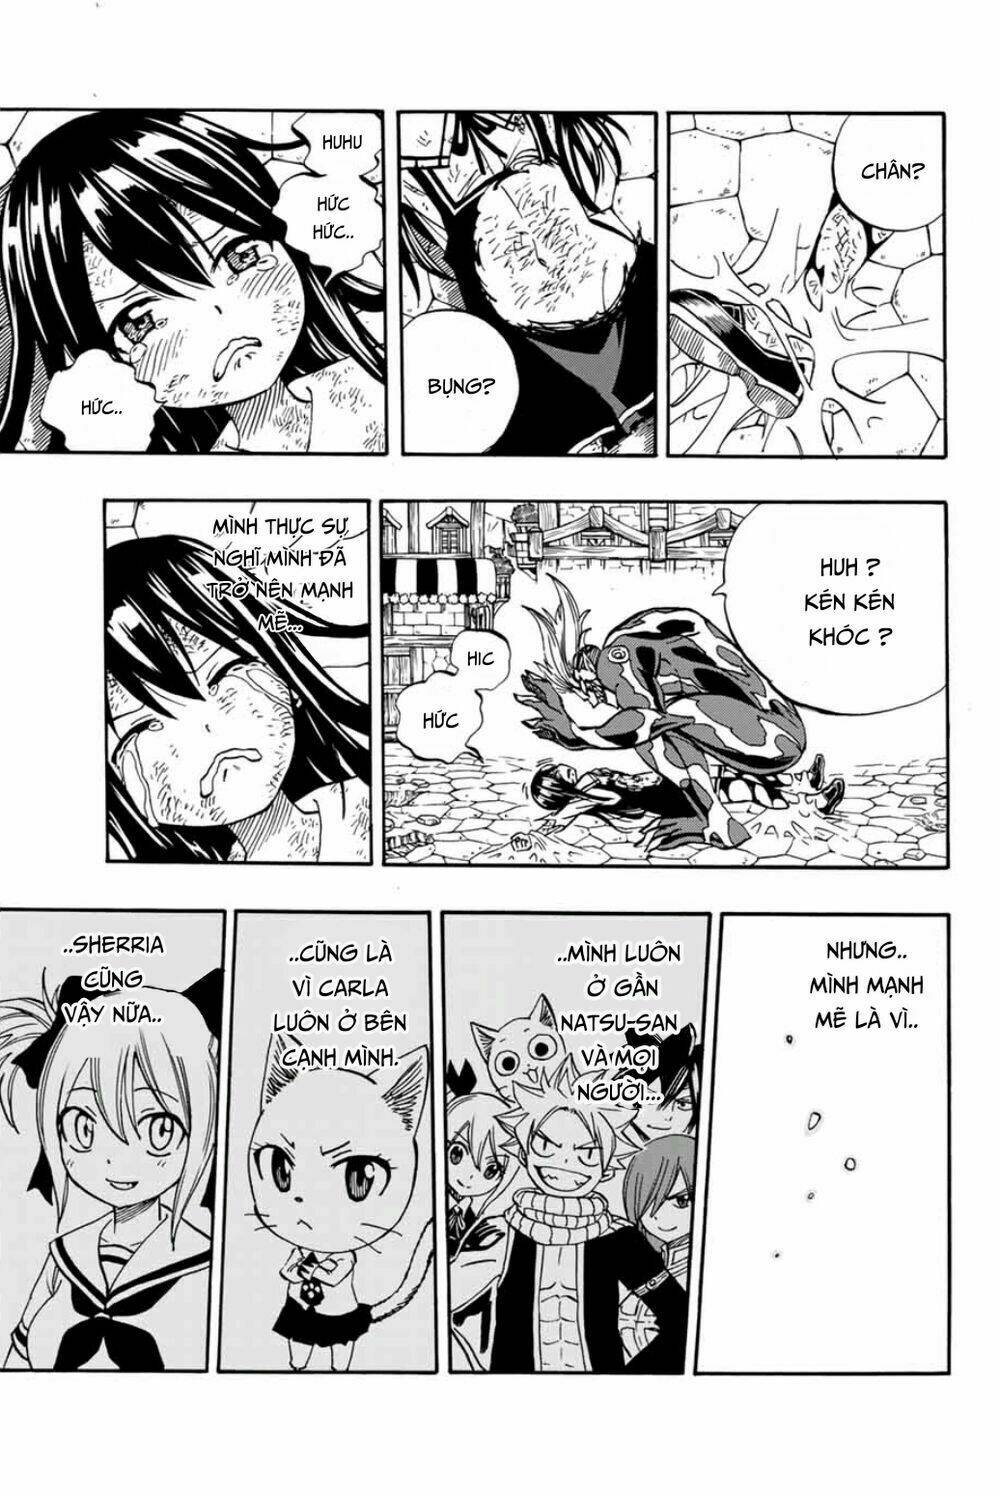 CHÂN?
BỤNG?
HUHU
HỨC
HỨC..
HỨC..
HUH ?
KÉN KÉN
KHÓC ?
HIC
HỨC
MÌNH THỰC SỰ
NGHĨ MÌNH ĐÃ
TRỞ NÊN MẠNH
MẼ...
NHƯNG..
MÌNH MẠNH
MẼ LÀ VÌ..
..MÌNH LUÔN
Ở GẦN
NATSU-SAN
VÀ MỌI
NGƯỜI...
..CŨNG LÀ
VÌ CARLA
LUÔN Ở BÊN
CẠNH MÌNH.
..SHERRIA
CŨNG
VẬY NỮA..